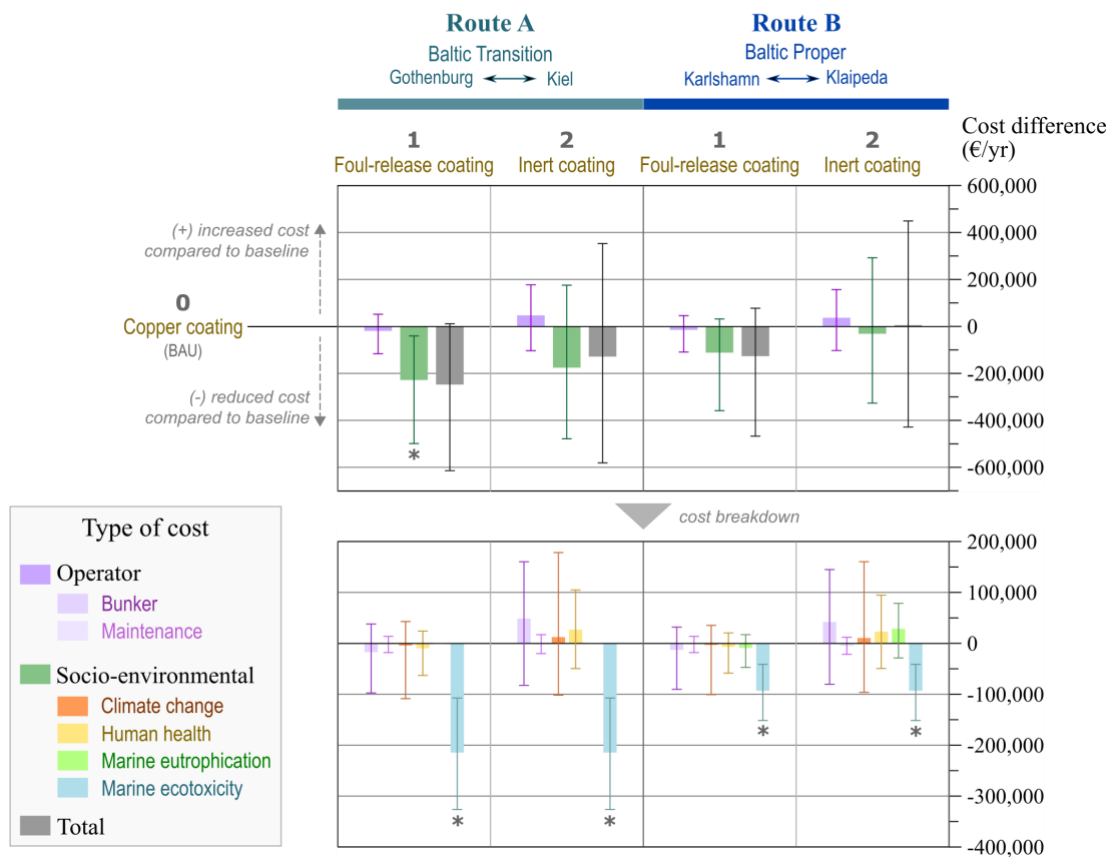 Route A
Baltic Transition
Gothenburg Kiel
Route B
Baltic Proper
Karlshamn Klaipeda
1
Foul-release coating
2
Inert coating
1
Foul-release coating
2
Inert coating
Cost difference
(€/yr)
600,000
400,000
200,000
0
-200,000
-400,000
-600,000
(+) increased cost
compared to baseline
0
Copper coating
(BAU)
(-) reduced cost
compared to baseline
*
cost breakdown
200,000
100,000
0
-100,000
-200,000
-300,000
-400,000
*
*
*
*
Type of cost
Operator
Bunker
Maintenance
Socio-environmental
Climate change
Human health
Marine eutrophication
Marine ecotoxicity
Total